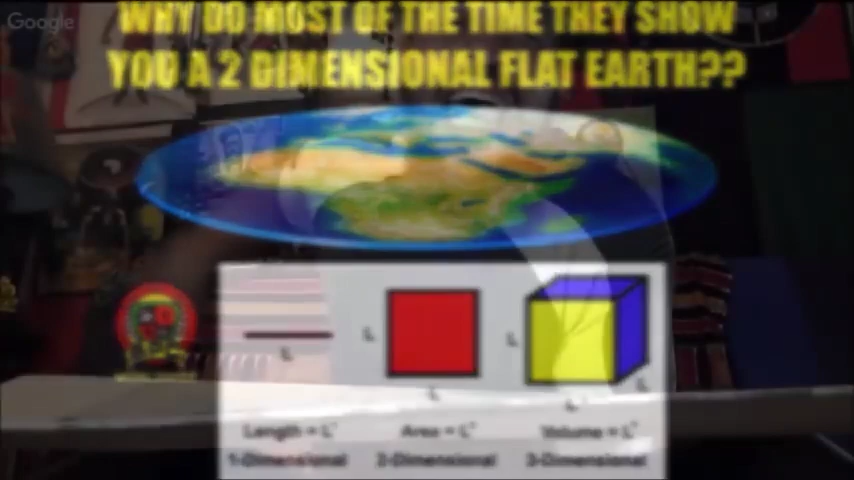 Google
WHY DO MOST OF THE TIME THEY SHOW
YOU A 2 DIMENSIONAL FLAT EARTH??
L
L
L
L
L
L
Length = L
Area = L
Volume = L
1-Dimensional
2-Dimensional
3-Dimensional